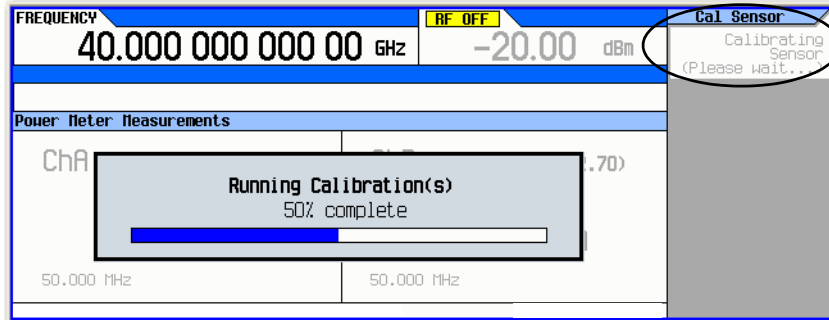 FREQUENCY
RF OFF
Cal Sensor
40.000 000 000 00 GHz
-20.00 dBm
Calibrating
Sensor
(Please wait...)
Power Meter Measurements
ChA
.70)
Running Calibration(s)
50% complete
50.000 MHz
50.000 MHz